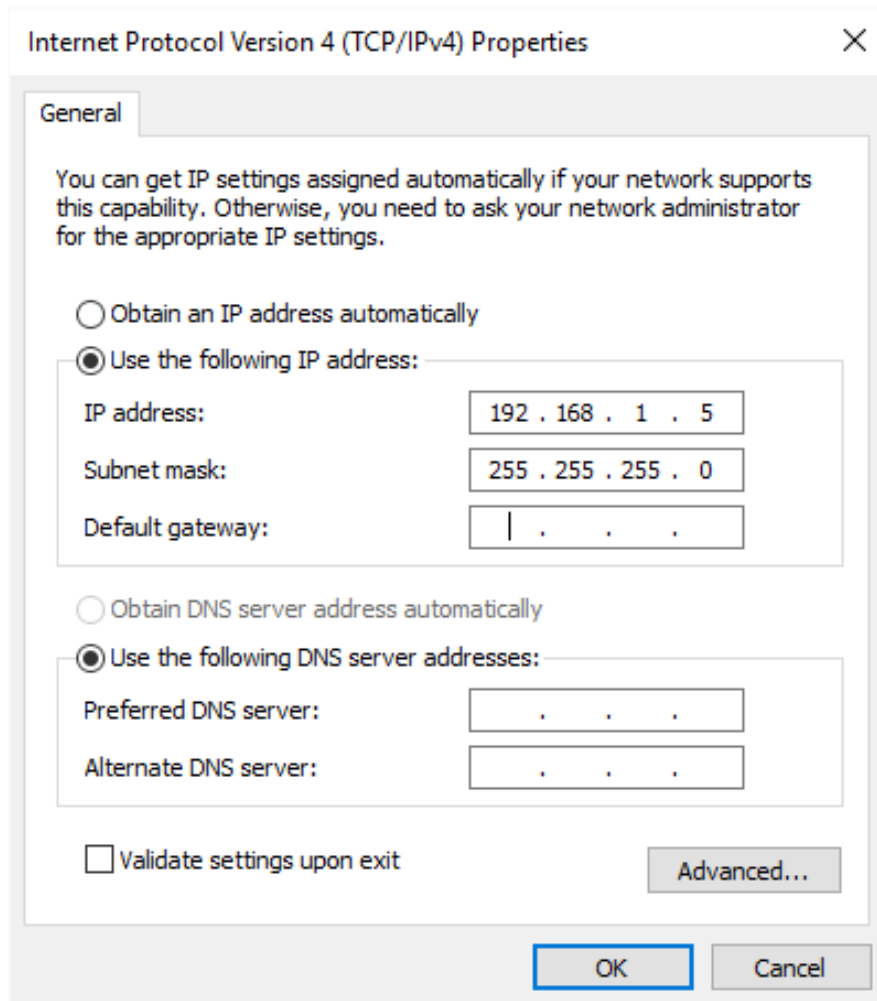 Internet Protocol Version 4 (TCP/IPv4) Properties
General
You can get IP settings assigned automatically if your network supports
this capability. Otherwise, you need to ask your network administrator
for the appropriate IP settings.
Obtain an IP address automatically
Use the following IP address:
IP address: 192 . 168 . 1 . 5
Subnet mask: 255 . 255 . 255 . 0
Default gateway: . . .
Obtain DNS server address automatically
Use the following DNS server addresses:
Preferred DNS server: . . .
Alternate DNS server: . . .
Validate settings upon exit
Advanced...
OK Cancel